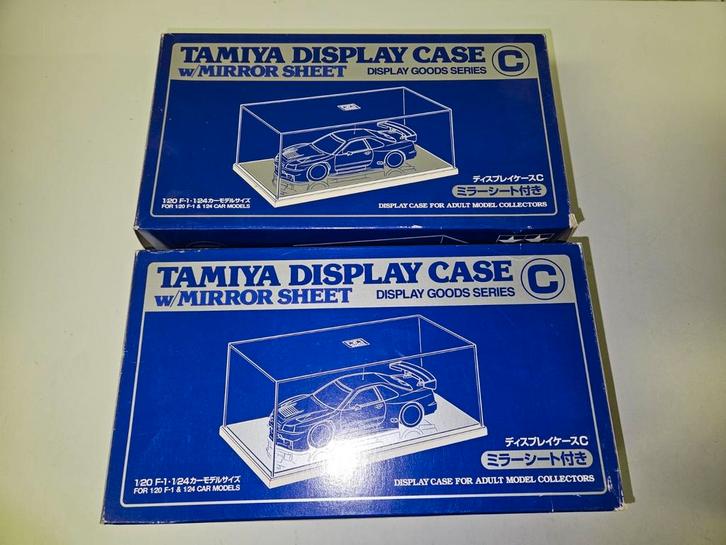 TAMIYA DISPLAY CASE
w/MIRROR SHEET DISPLAY GOODS SERIES C
ディスプレイケースC
ミラーシート付き
1:20 F-1・1:24カーモデルサイズ
FOR 1:20 F-1 & 1:24 CAR MODELS
DISPLAY CASE FOR ADULT MODEL COLLECTORS
TAMIYA DISPLAY CASE
w/MIRROR SHEET DISPLAY GOODS SERIES C
ディスプレイケースC
ミラーシート付き
1:20 F-1・1:24カーモデルサイズ
FOR 1:20 F-1 & 1:24 CAR MODELS
DISPLAY CASE FOR ADULT MODEL COLLECTORS